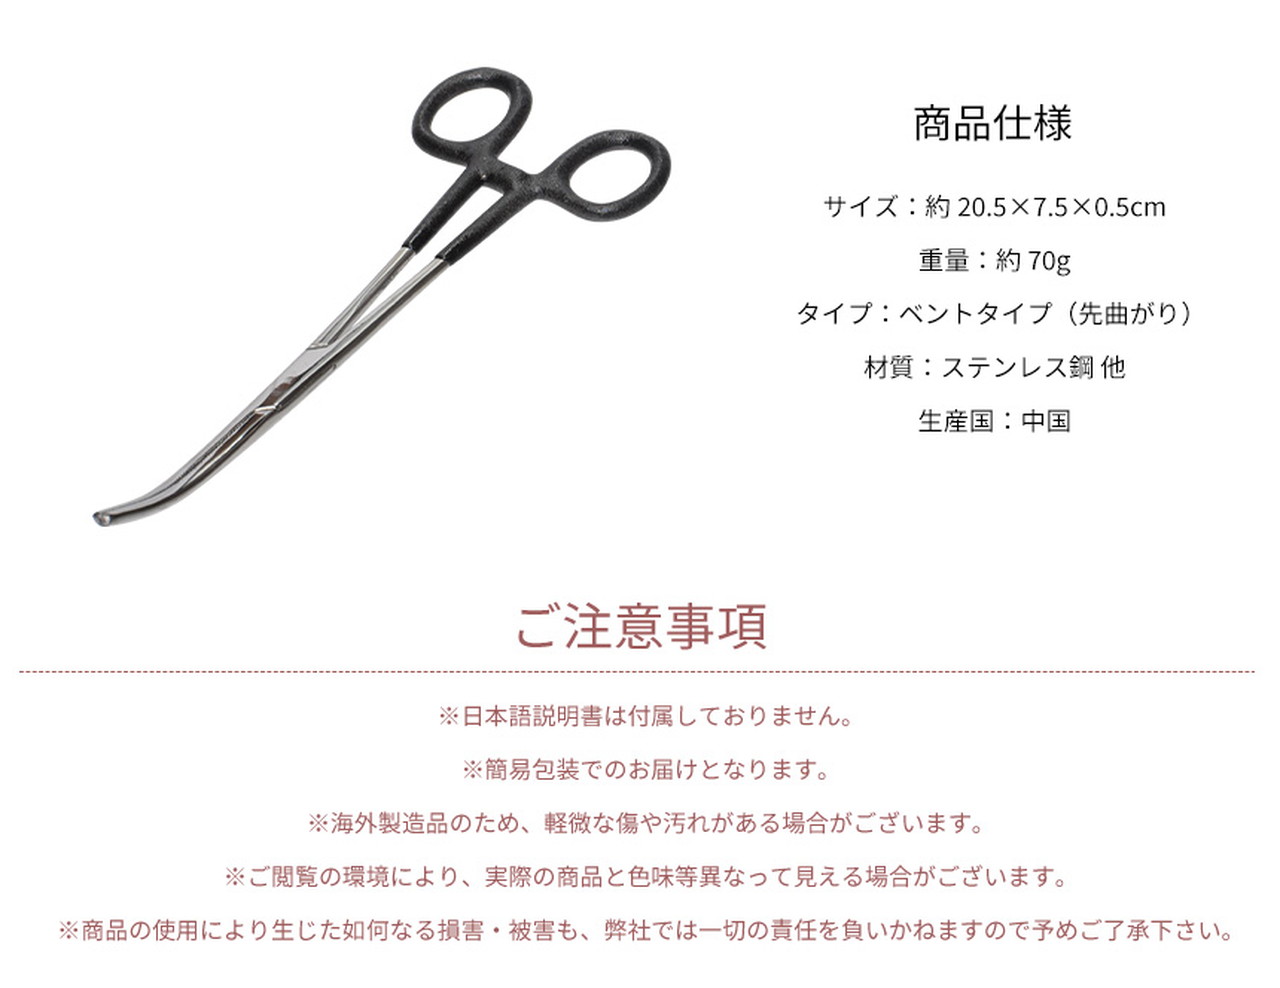 商品仕様
サイズ：約 20.5×7.5×0.5cm
重量：約 70g
タイプ：ベントタイプ（先曲がり）
材質：ステンレス鋼 他
生産国：中国
ご注意事項
※日本語説明書は付属しておりません。
※簡易包装でのお届けとなります。
※海外製造品のため、軽微な傷や汚れがある場合がございます。
※ご閲覧の環境により、実際の商品と色味等異なって見える場合がございます。
※商品の使用により生じた如何なる損害・被害も、弊社では一切の責任を負いかねますので予めご了承下さい。